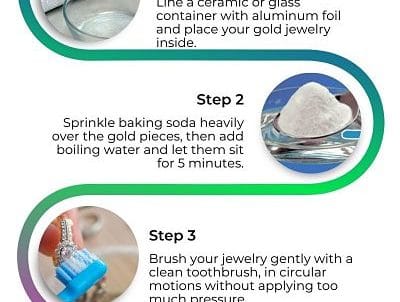 Line a ceramic or glass
container with aluminum foil
and place your gold jewelry
inside.
Step 2
Sprinkle baking soda heavily
over the gold pieces, then add
boiling water and let them sit
for 5 minutes.
Step 3
Brush your jewelry gently with a
clean toothbrush, in circular
motions without applying too
much pressure